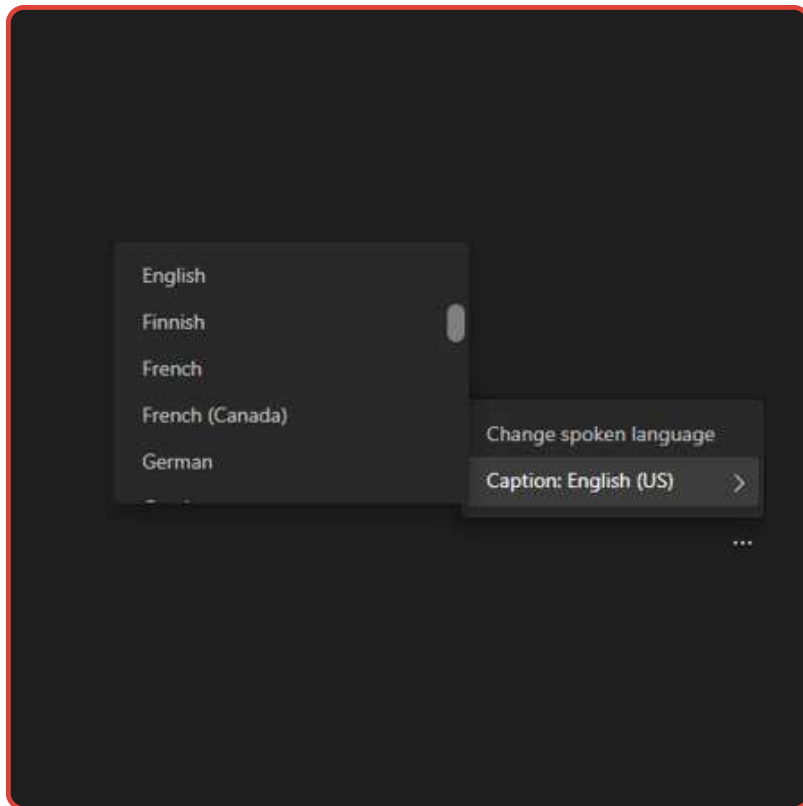 English
Finnish
French
French (Canada)
German
Change spoken language
Caption: English (US)
...